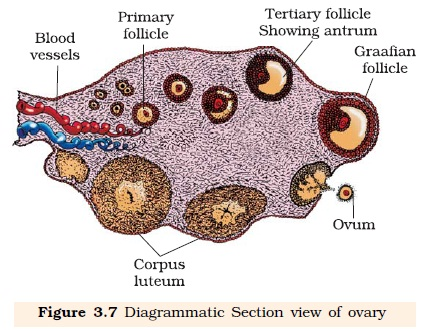 Blood
vessels
Primary
follicle
Tertiary follicle
Showing antrum
Graafian
follicle
Ovum
Corpus
luteum
Figure 3.7 Diagrammatic Section view of ovary